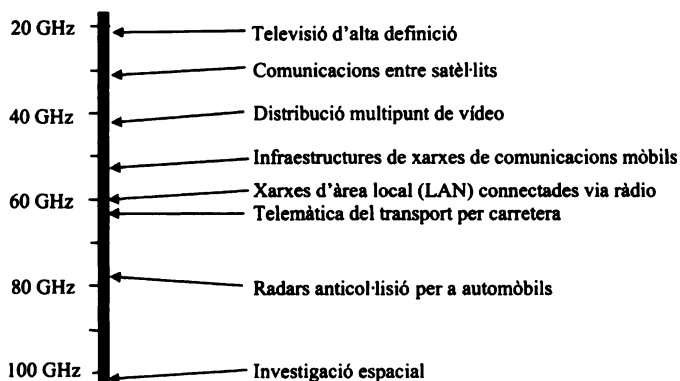 20 GHz
Televisió d'alta definició
Comunicacions entre satèl·lits
40 GHz
Distribució multipunt de vídeo
Infraestructures de xarxes de comunicacions mòbils
60 GHz
Xarxes d'àrea local (LAN) connectades via ràdio
Telemàtica del transport per carretera
80 GHz
Radars anticol·lisió per a automòbils
100 GHz
Investigació espacial